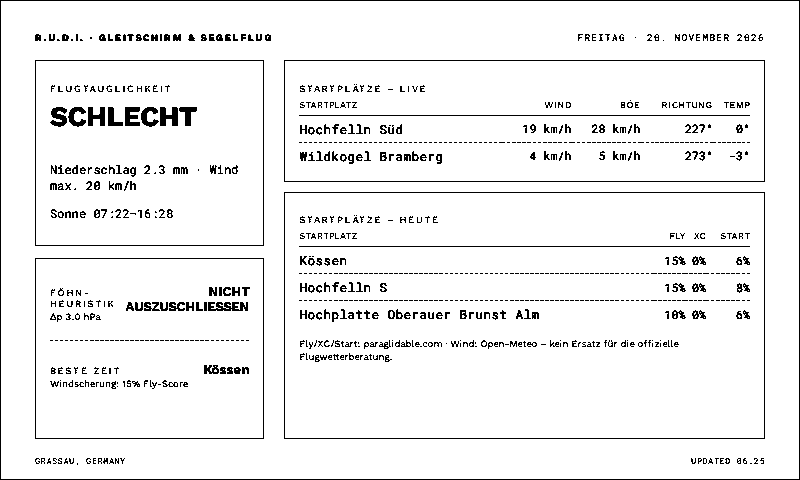 R.U.D.I. · GLEITSCHIRM & SEGELFLUG
FREITAG · 20. NOVEMBER 2026
FLUGTAUGLICHKEIT
SCHLECHT
Niederschlag 2.3 mm · Wind
max. 20 km/h
Sonne 07:22–16:28
FÖHN-
HEURISTIK
Δp 3.0 hPa
NICHT
AUSZUSCHLIESSEN
BESTE ZEIT
Kössen
Windscherung: 15% Fly-Score
STARTPLÄTZE – LIVE
STARTPLATZ WIND BÖE RICHTUNG TEMP
Hochfelln Süd 19 km/h 28 km/h 227° 0°
Wildkogel Bramberg 4 km/h 5 km/h 273° -3°
STARTPLÄTZE – HEUTE
STARTPLATZ FLY XC START
Kössen 15% 0% 6%
Hochfelln S 15% 0% 8%
Hochplatte Oberauer Brunst Alm 10% 0% 6%
Fly/XC/Start: paraglidable.com · Wind: Open-Meteo – kein Ersatz für die offizielle
Flugwetterberatung.
GRASSAU, GERMANY
UPDATED 06.25